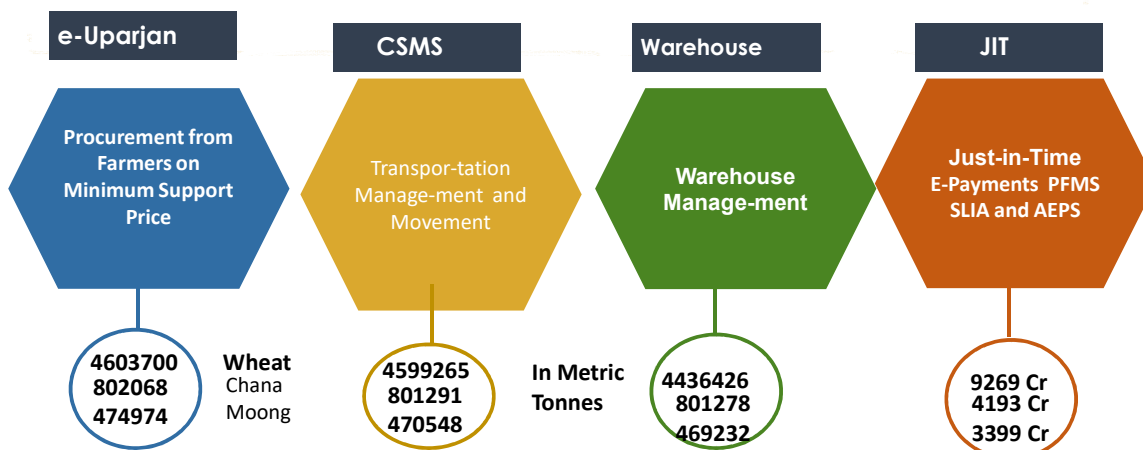 e-Uparjan
CSMS
Warehouse
JIT
Procurement from
Farmers on
Minimum Support
Price
Transpor-tation
Manage-ment and
Movement
Warehouse
Manage-ment
Just-in-Time
E-Payments PFMS
SLIA and AEPS
4603700
802068
474974
Wheat
Chana
Moong
4599265
801291
470548
In Metric
Tonnes
4436426
801278
469232
9269 Cr
4193 Cr
3399 Cr